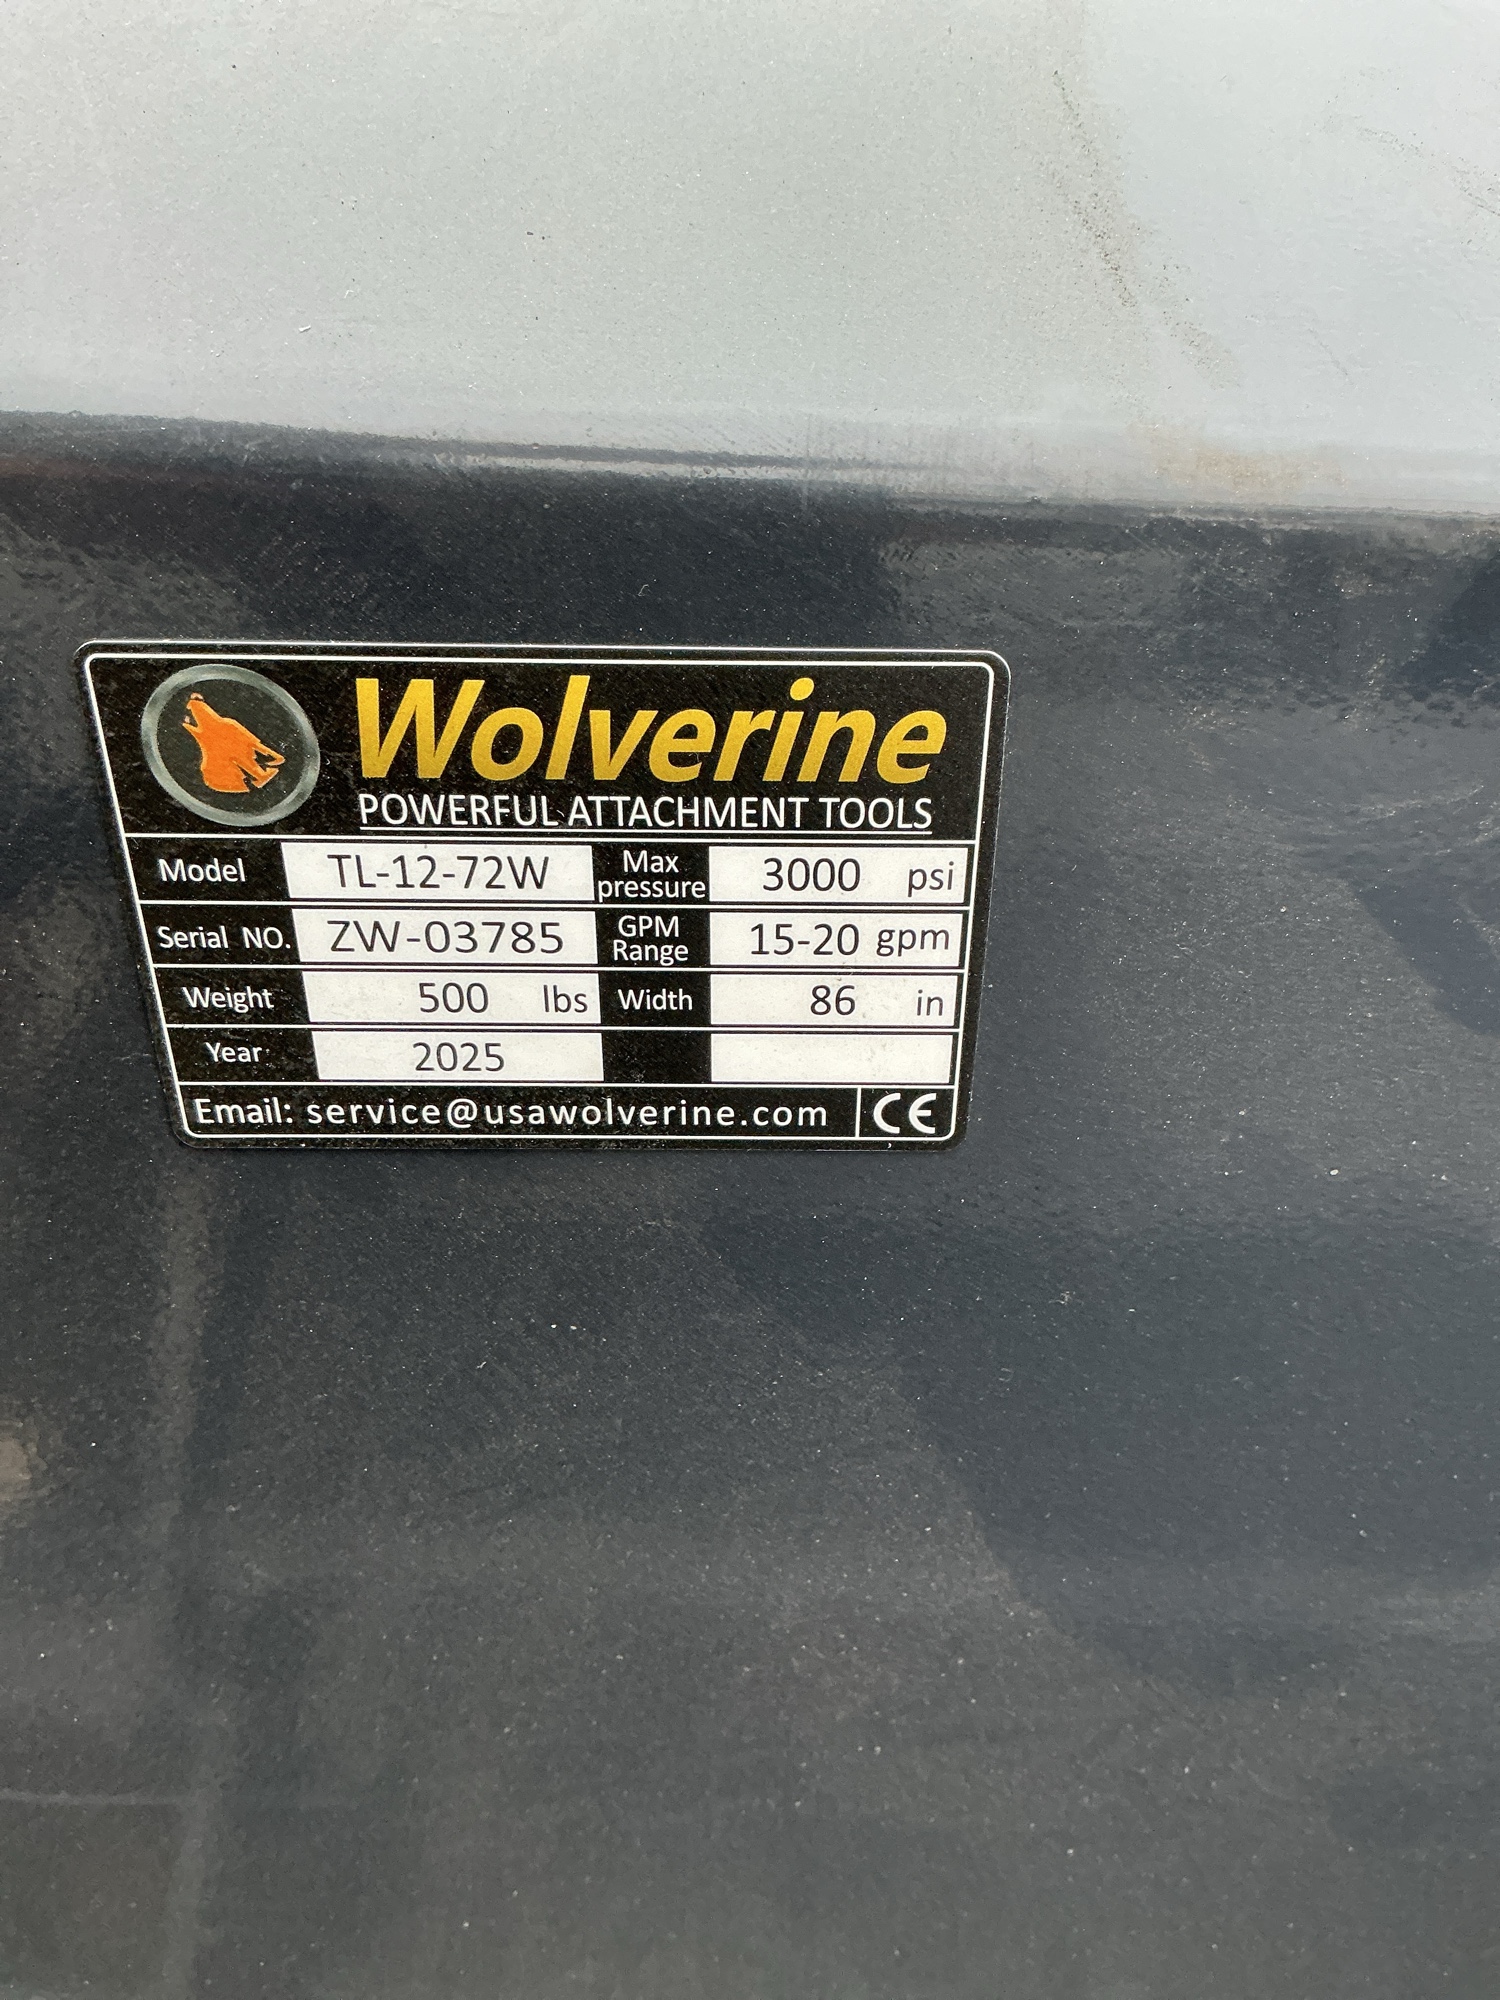 Wolverine
POWERFUL ATTACHMENT TOOLS
Model TL-12-72W Max pressure 3000 psi
Serial NO. ZW-03785 GPM Range 15-20 gpm
Weight 500 lbs Width 86 in
Year 2025
Email: service@usawolverine.com CE